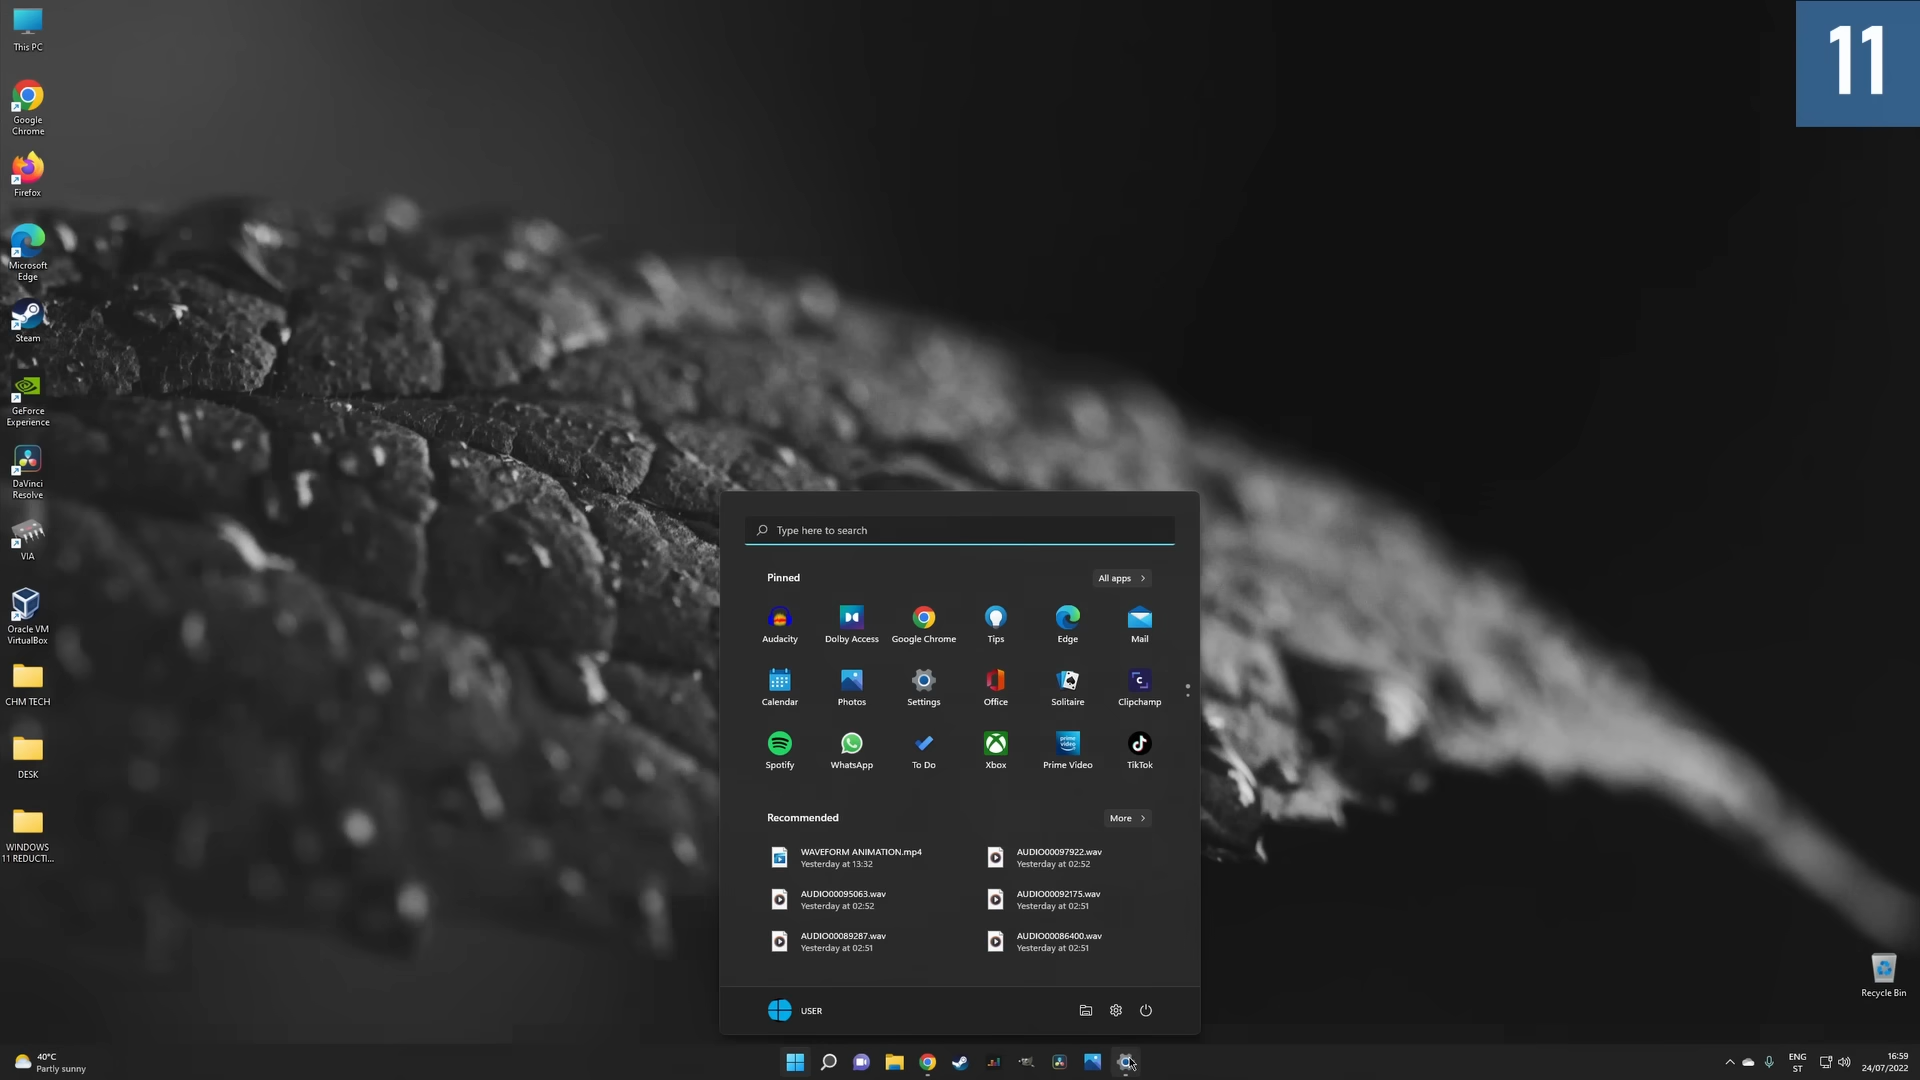 This PC
Google
Chrome
Firefox
Microsoft
Edge
Steam
GeForce
Experience
DaVinci
Resolve
VIA
Oracle VM
VirtualBox
CHM TECH
DESK
WINDOWS
11 REDUCTI...
11
Type here to search
Pinned
All apps
Audacity
Dolby Access
Google Chrome
Tips
Edge
Mail
Calendar
Photos
Settings
Office
Solitaire
Clipchamp
Spotify
WhatsApp
To Do
Xbox
prime video
Prime Video
TikTok
Recommended
More
WAVEFORM ANIMATION.mp4
Yesterday at 13:32
AUDIO00097922.wav
Yesterday at 02:52
AUDIO00095063.wav
Yesterday at 02:52
AUDIO00092175.wav
Yesterday at 02:51
AUDIO00089287.wav
Yesterday at 02:51
AUDIO00086400.wav
Yesterday at 02:51
USER
Recycle Bin
40°C
Partly sunny
ENG
ST
16:59
24/07/2022